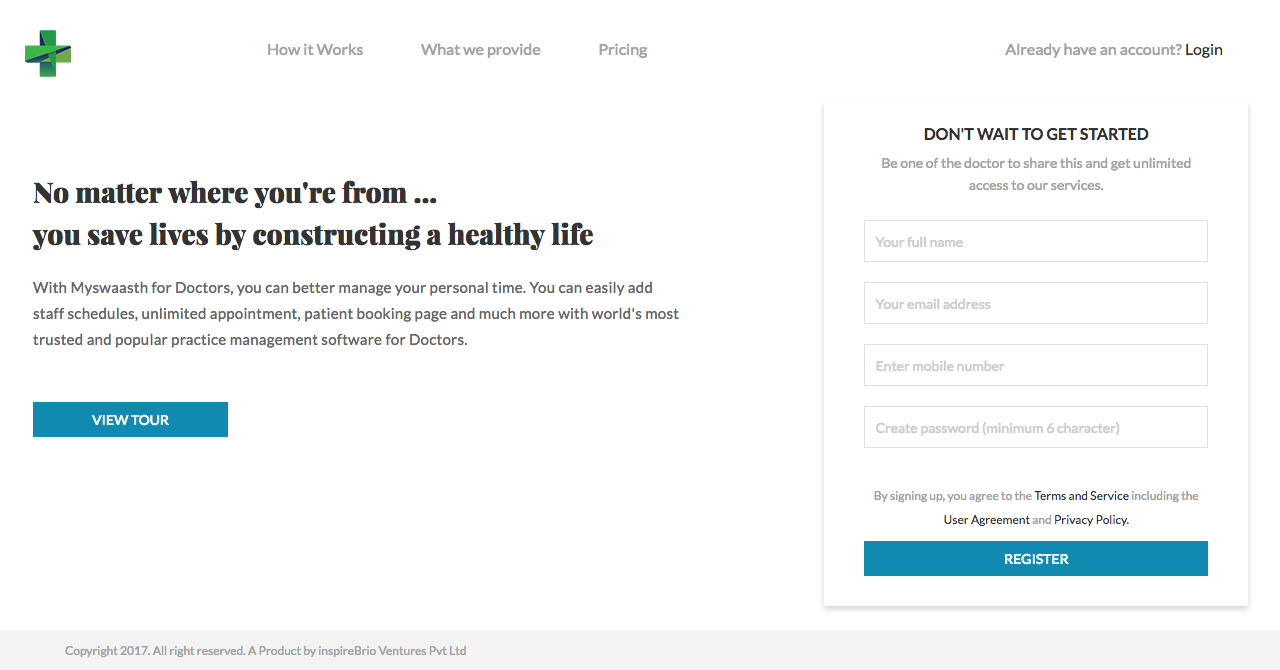 How it Works
What we provide
Pricing
Already have an account? Login
No matter where you're from ...
you save lives by constructing a healthy life
With Myswaasth for Doctors, you can better manage your personal time. You can easily add
staff schedules, unlimited appointment, patient booking page and much more with world's most
trusted and popular practice management software for Doctors.
VIEW TOUR
DON'T WAIT TO GET STARTED
Be one of the doctor to share this and get unlimited
access to our services.
Your full name
Your email address
Enter mobile number
Create password (minimum 6 character)
By signing up, you agree to the Terms and Service including the
User Agreement and Privacy Policy.
REGISTER
Copyright 2017. All right reserved. A Product by inspireBrio Ventures Pvt Ltd